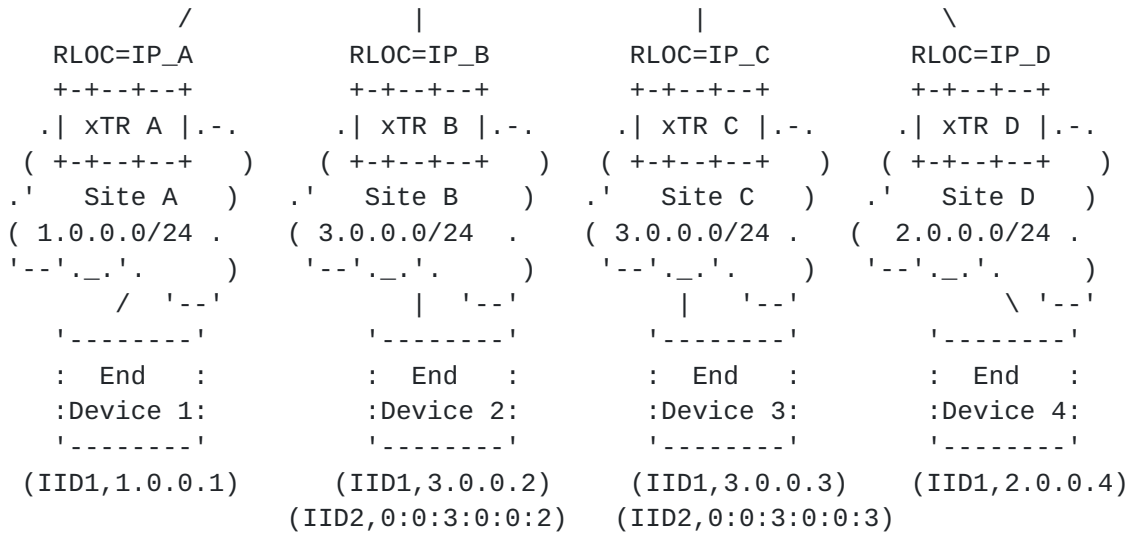 /               |                 |               \
   RLOC=IP_A          RLOC=IP_B         RLOC=IP_C         RLOC=IP_D
   +-+--+--+          +-+--+--+         +-+--+--+         +-+--+--+
  .| xTR A |.-.      .| xTR B |.-.     .| xTR C |.-.     .| xTR D |.-.
 ( +-+--+--+   )    ( +-+--+--+   )   ( +-+--+--+   )   ( +-+--+--+   )
.'   Site A   )   .'   Site B    )   .'   Site C   )   .'   Site D   )
( 1.0.0.0/24 .    ( 3.0.0.0/24  .    ( 3.0.0.0/24 .   (  2.0.0.0/24 .
'--'._.'.     )    '--'._.'.     )    '--'._.'.    )   '--'._.'.     )
       /  '--'            |  '--'          |   '--'             \ '--'
   '--------'          '--------'        '--------'        '--------'
   :  End   :          :  End   :        :  End   :        :  End   :
   :Device 1:          :Device 2:        :Device 3:        :Device 4:
   '--------'          '--------'        '--------'        '--------'
 (IID1,1.0.0.1)      (IID1,3.0.0.2)     (IID1,3.0.0.3)    (IID1,2.0.0.4)
                  (IID2,0:0:3:0:0:2)   (IID2,0:0:3:0:0:3)